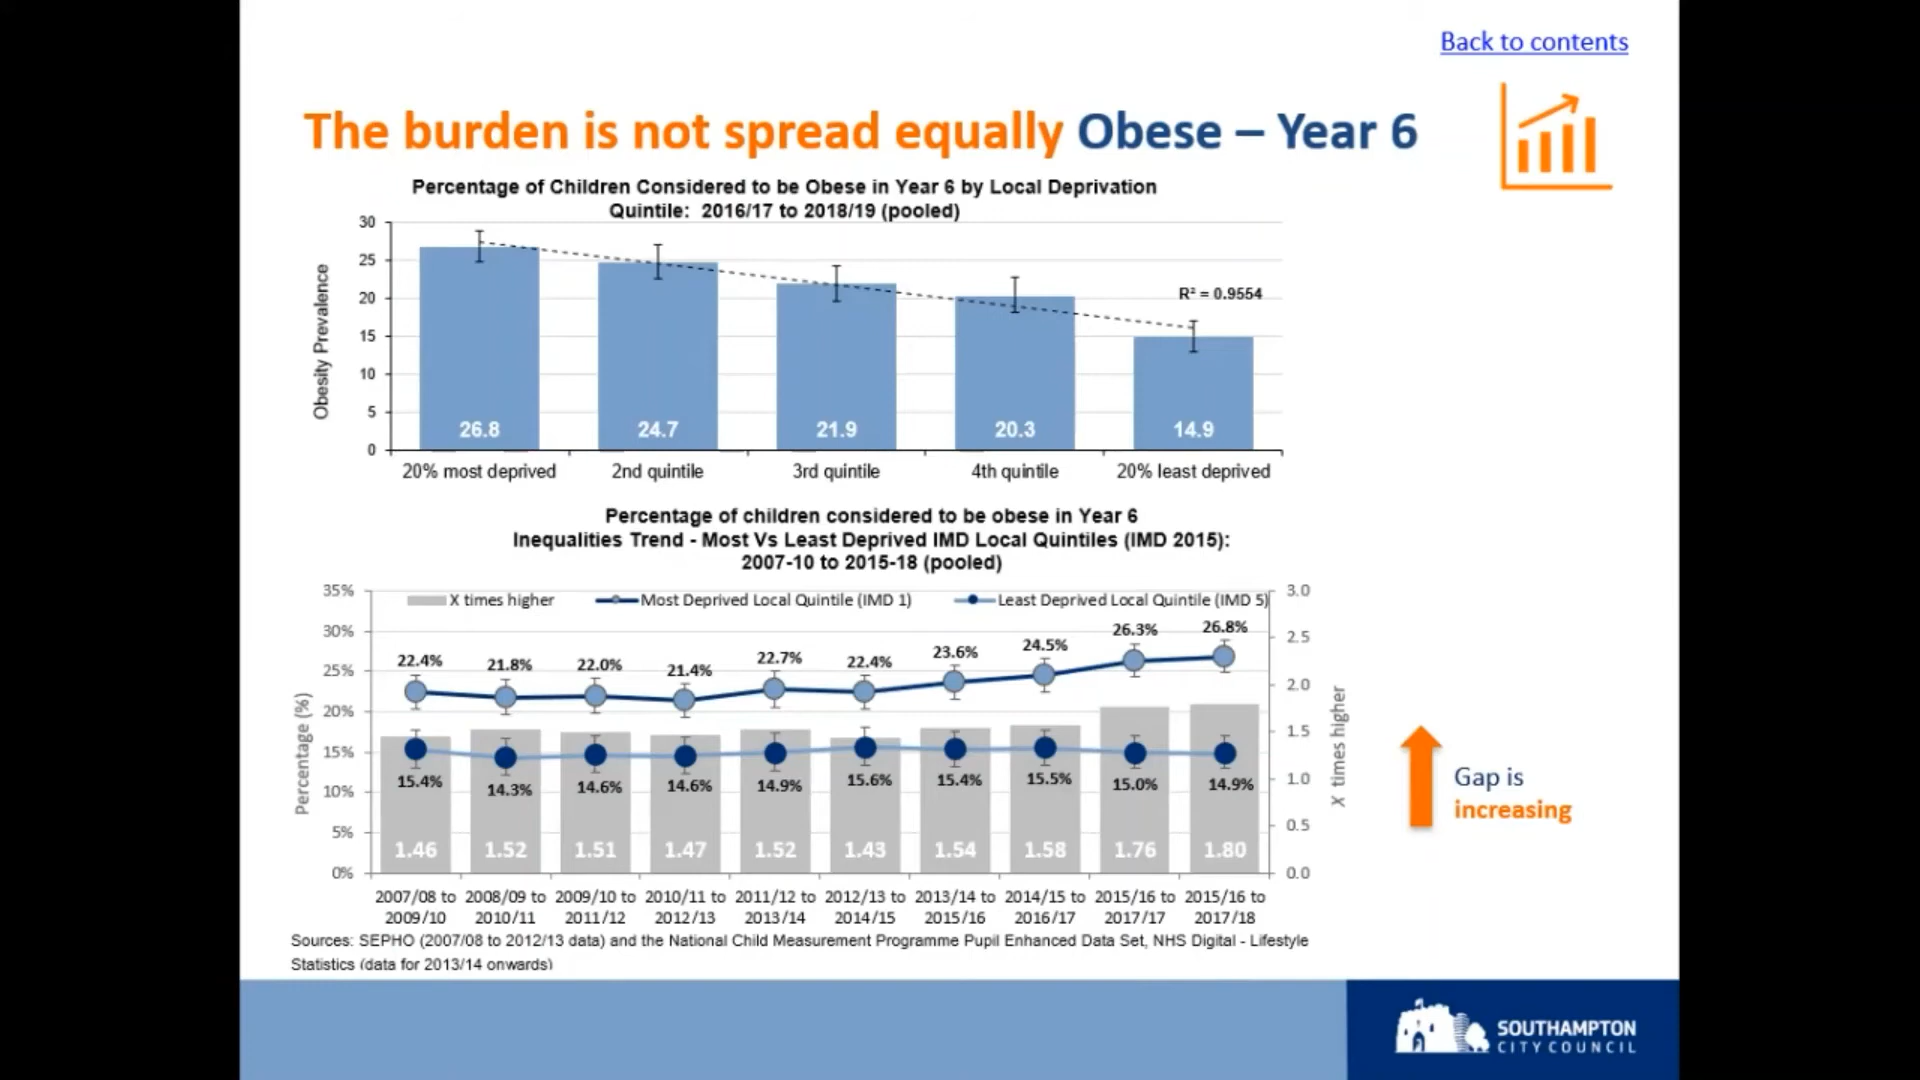 Back to contents
The burden is not spread equally Obese – Year 6
Percentage of Children Considered to be Obese in Year 6 by Local Deprivation
Quintile: 2016/17 to 2018/19 (pooled)
Obesity Prevalence
30
25
20
15
10
5
0
R² = 0.9554
26.8 24.7 21.9 20.3 14.9
20% most deprived 2nd quintile 3rd quintile 4th quintile 20% least deprived
Percentage of children considered to be obese in Year 6
Inequalities Trend - Most Vs Least Deprived IMD Local Quintiles (IMD 2015):
2007-10 to 2015-18 (pooled)
X times higher Most Deprived Local Quintile (IMD 1) Least Deprived Local Quintile (IMD 5)
Percentage (%)
35%
30%
25%
20%
15%
10%
5%
0%
22.4% 21.8% 22.0% 21.4% 22.7% 22.4% 23.6% 24.5% 26.3% 26.8%
15.4% 14.3% 14.6% 14.6% 14.9% 15.6% 15.4% 15.5% 15.0% 14.9%
1.46 1.52 1.51 1.47 1.52 1.43 1.54 1.58 1.76 1.80
3.0
2.5
2.0
1.5
1.0
0.5
0.0
X times higher
2007/08 to 2008/09 to 2009/10 to 2010/11 to 2011/12 to 2012/13 to 2013/14 to 2014/15 to 2015/16 to 2015/16 to
2009/10 2010/11 2011/12 2012/13 2013/14 2014/15 2015/16 2016/17 2017/17 2017/18
Gap is
increasing
Sources: SEPHO (2007/08 to 2012/13 data) and the National Child Measurement Programme Pupil Enhanced Data Set, NHS Digital - Lifestyle
Statistics (data for 2013/14 onwards)
SOUTHAMPTON
CITY COUNCIL